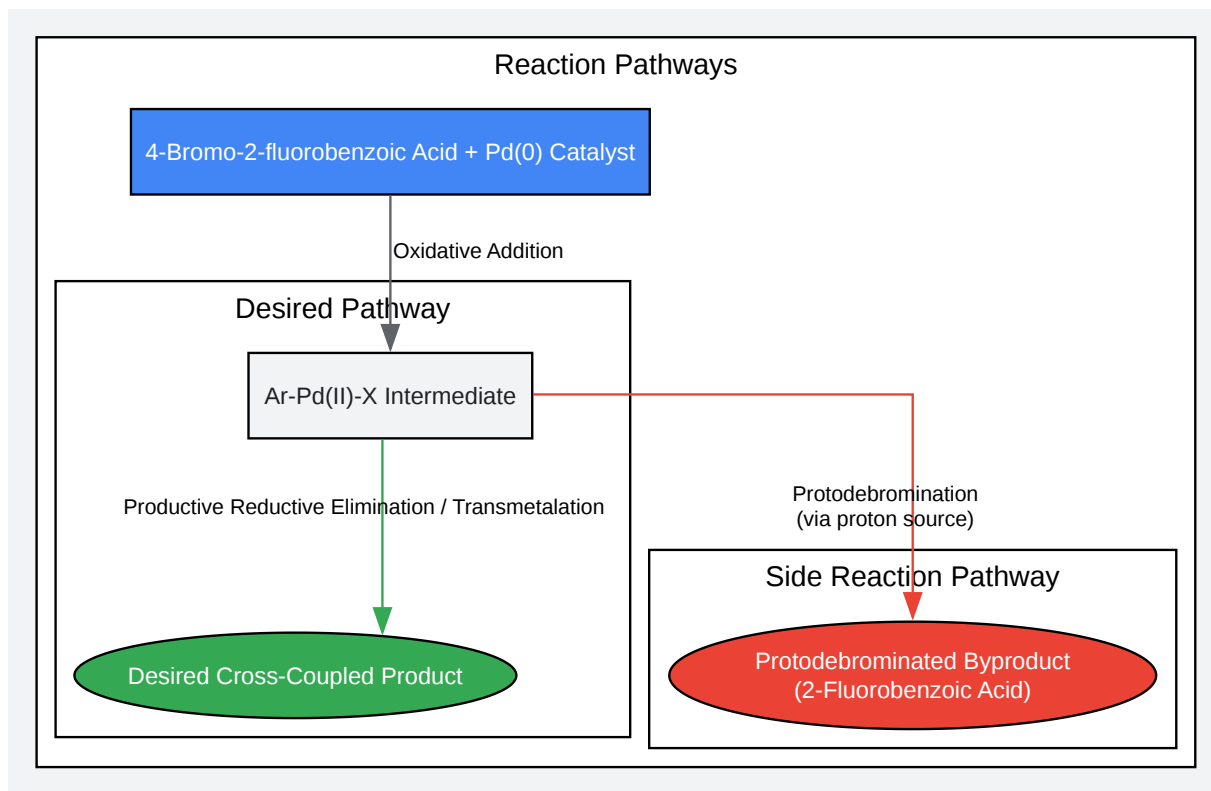 Reaction Pathways
4-Bromo-2-fluorobenzoic Acid + Pd(0) Catalyst
Oxidative Addition
Desired Pathway
Ar-Pd(II)-X Intermediate
Productive Reductive Elimination / Transmetalation
Protodebromination
(via proton source)
Side Reaction Pathway
Desired Cross-Coupled Product
Protodebrominated Byproduct
(2-Fluorobenzoic Acid)